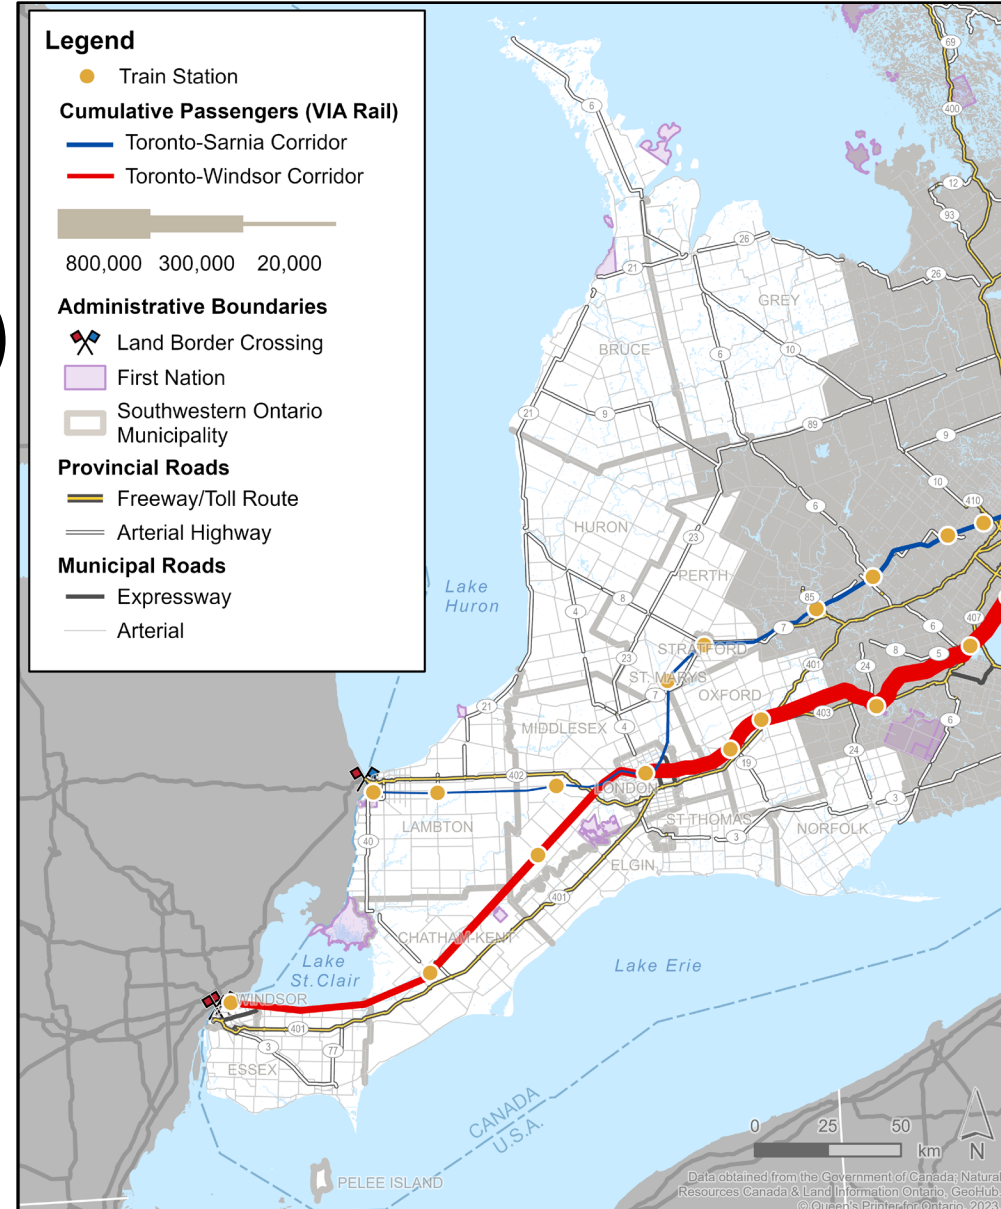 Legend
Train Station
Cumulative Passengers (VIA Rail)
Toronto-Sarnia Corridor
Toronto-Windsor Corridor
800,000 300,000 20,000
Administrative Boundaries
Land Border Crossing
First Nation
Southwestern Ontario
Municipality
Provincial Roads
Freeway/Toll Route
Arterial Highway
Municipal Roads
Expressway
Arterial
69
400
6
12
93
26
21
26
GREY
BRUCE
6
10
21
9
89
9
10
6
410
HURON
23
PERTH
Lake
Huron
85
8
4
7
407
6
STRATFORD
8
5
23
401
24
ST. MARYS
7
OXFORD
21
403
6
4
MIDDLESEX
24
19
402
LONDON
3
ST THOMAS
NORFOLK
LAMBTON
3
40
ELGIN
401
CHATHAM-KENT
Lake
St.Clair
Lake Erie
WINDSOR
401
3
77
ESSEX
CANADA
U.S.A.
0 25 50
km
N
PELEE ISLAND
Data obtained from the Government of Canada; Natural
Resources Canada & Land Information Ontario, GeoHub
© Queen's Printer for Ontario, 2023